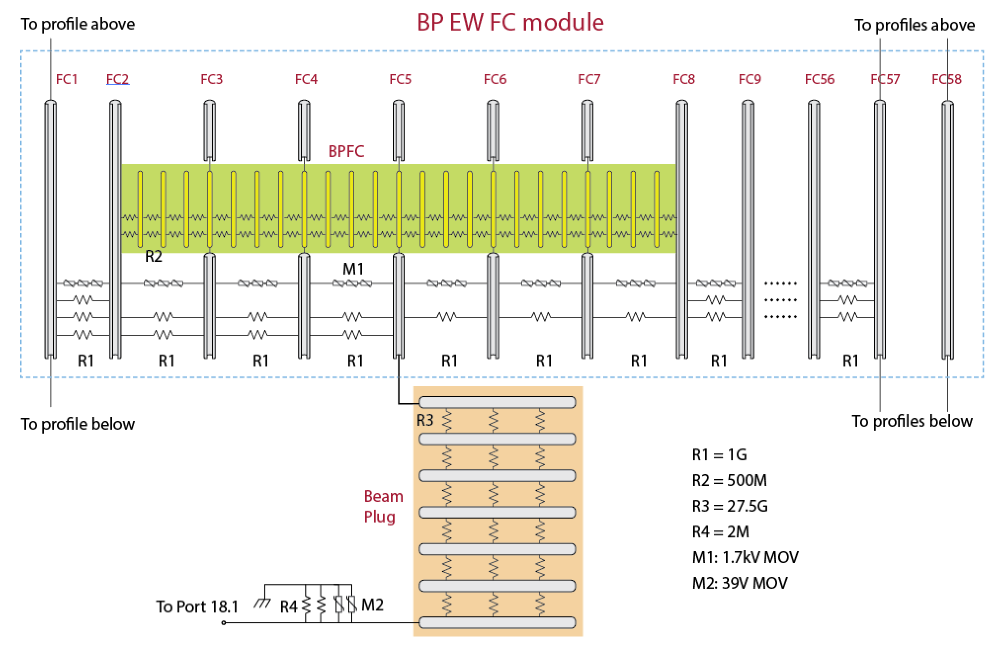 BP EW FC module
To profile above
To profiles above
FC1 FC2 FC3 FC4 FC5 FC6 FC7 FC8 FC9 FC56 FC57 FC58
BPFC
R2
M1
R1 R1 R1 R1 R1 R1 R1 R1 R1
To profile below
To profiles below
R3
Beam
Plug
R1 = 1G
R2 = 500M
R3 = 27.5G
R4 = 2M
M1: 1.7kV MOV
M2: 39V MOV
To Port 18.1
R4
M2